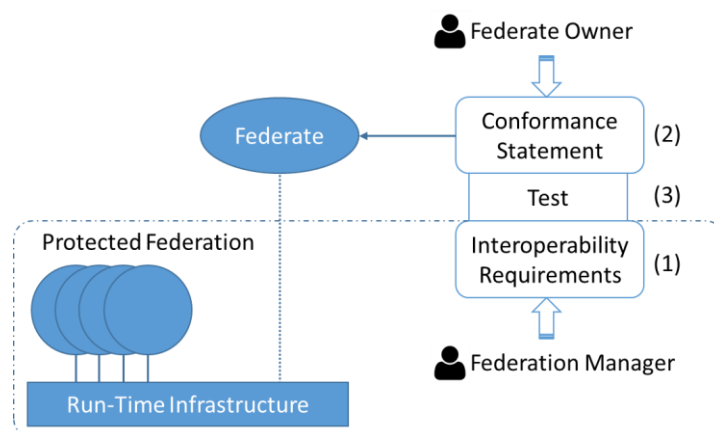 Federate Owner
Federate
Conformance
Statement
(2)
Test
(3)
Protected Federation
Interoperability
Requirements
(1)
Federation Manager
Run-Time Infrastructure